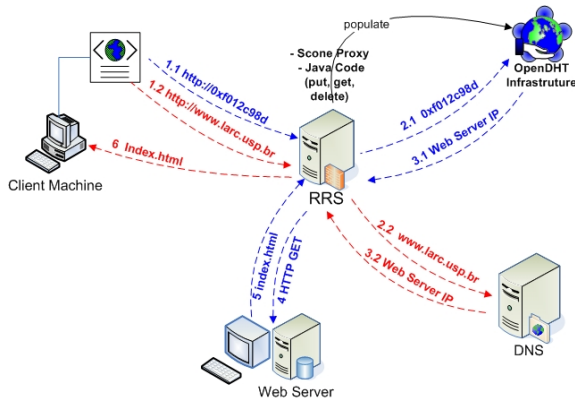 populate
- Scone Proxy
- Java Code
(put, get,
delete)
OpenDHT
Infrastruture
1.1 http://0xf012c98d
1.2 http://www.larc.usp.br
2.1 0xf012c98d
3.1 Web Server IP
6 Index.html
Client Machine
RRS
2.2 www.larc.usp.br
3.2 Web Server IP
5 index.html
4 HTTP GET
DNS
Web Server